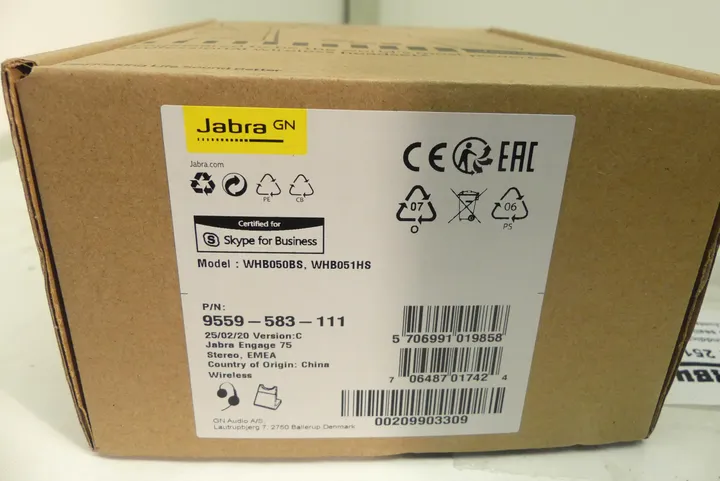 Jabra GN
Jabra.com
PE
CB
Certified for
S Skype for Business
Model : WHB050BS, WHB051HS
CE
EAC
07
O
06
PS
P/N:
9559-583-111
25/02/20 Version:C
Jabra Engage 75
Stereo, EMEA
Country of Origin: China
Wireless
5 706991 019858
7 06487 01742 4
00209903309
GN Audio A/S
Lautrupbjerg 7, 2750 Ballerup, Denmark
251